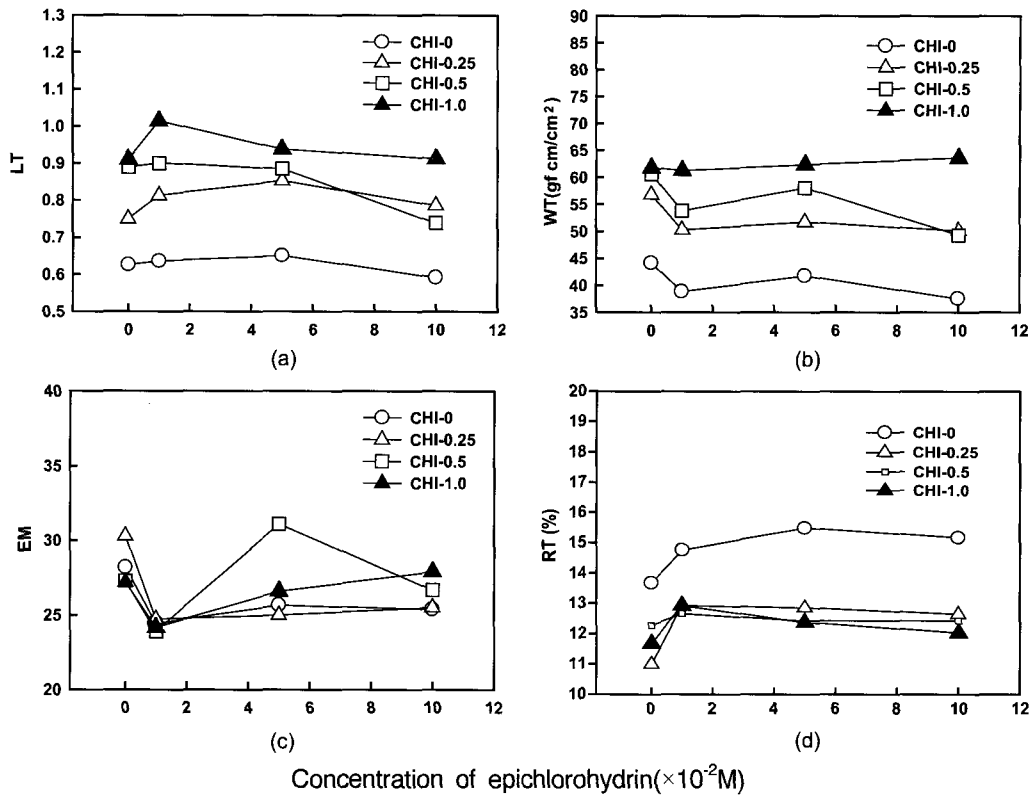 1.3
1.2
1.1
1.0
0.9
0.8
0.7
0.6
0.5
LT
CHI-0
CHI-0.25
CHI-0.5
CHI-1.0
0 2 4 6 8 10 12
(a)
90
85
80
75
70
65
60
55
50
45
40
35
WT(gf cm/cm²)
CHI-0
CHI-0.25
CHI-0.5
CHI-1.0
0 2 4 6 8 10 12
(b)
40
35
30
25
20
EM
CHI-0
CHI-0.25
CHI-0.5
CHI-1.0
0 2 4 6 8 10 12
(c)
20
19
18
17
16
15
14
13
12
11
10
RT (%)
CHI-0
CHI-0.25
CHI-0.5
CHI-1.0
0 2 4 6 8 10 12
(d)
Concentration of epichlorohydrin(×10⁻²M)